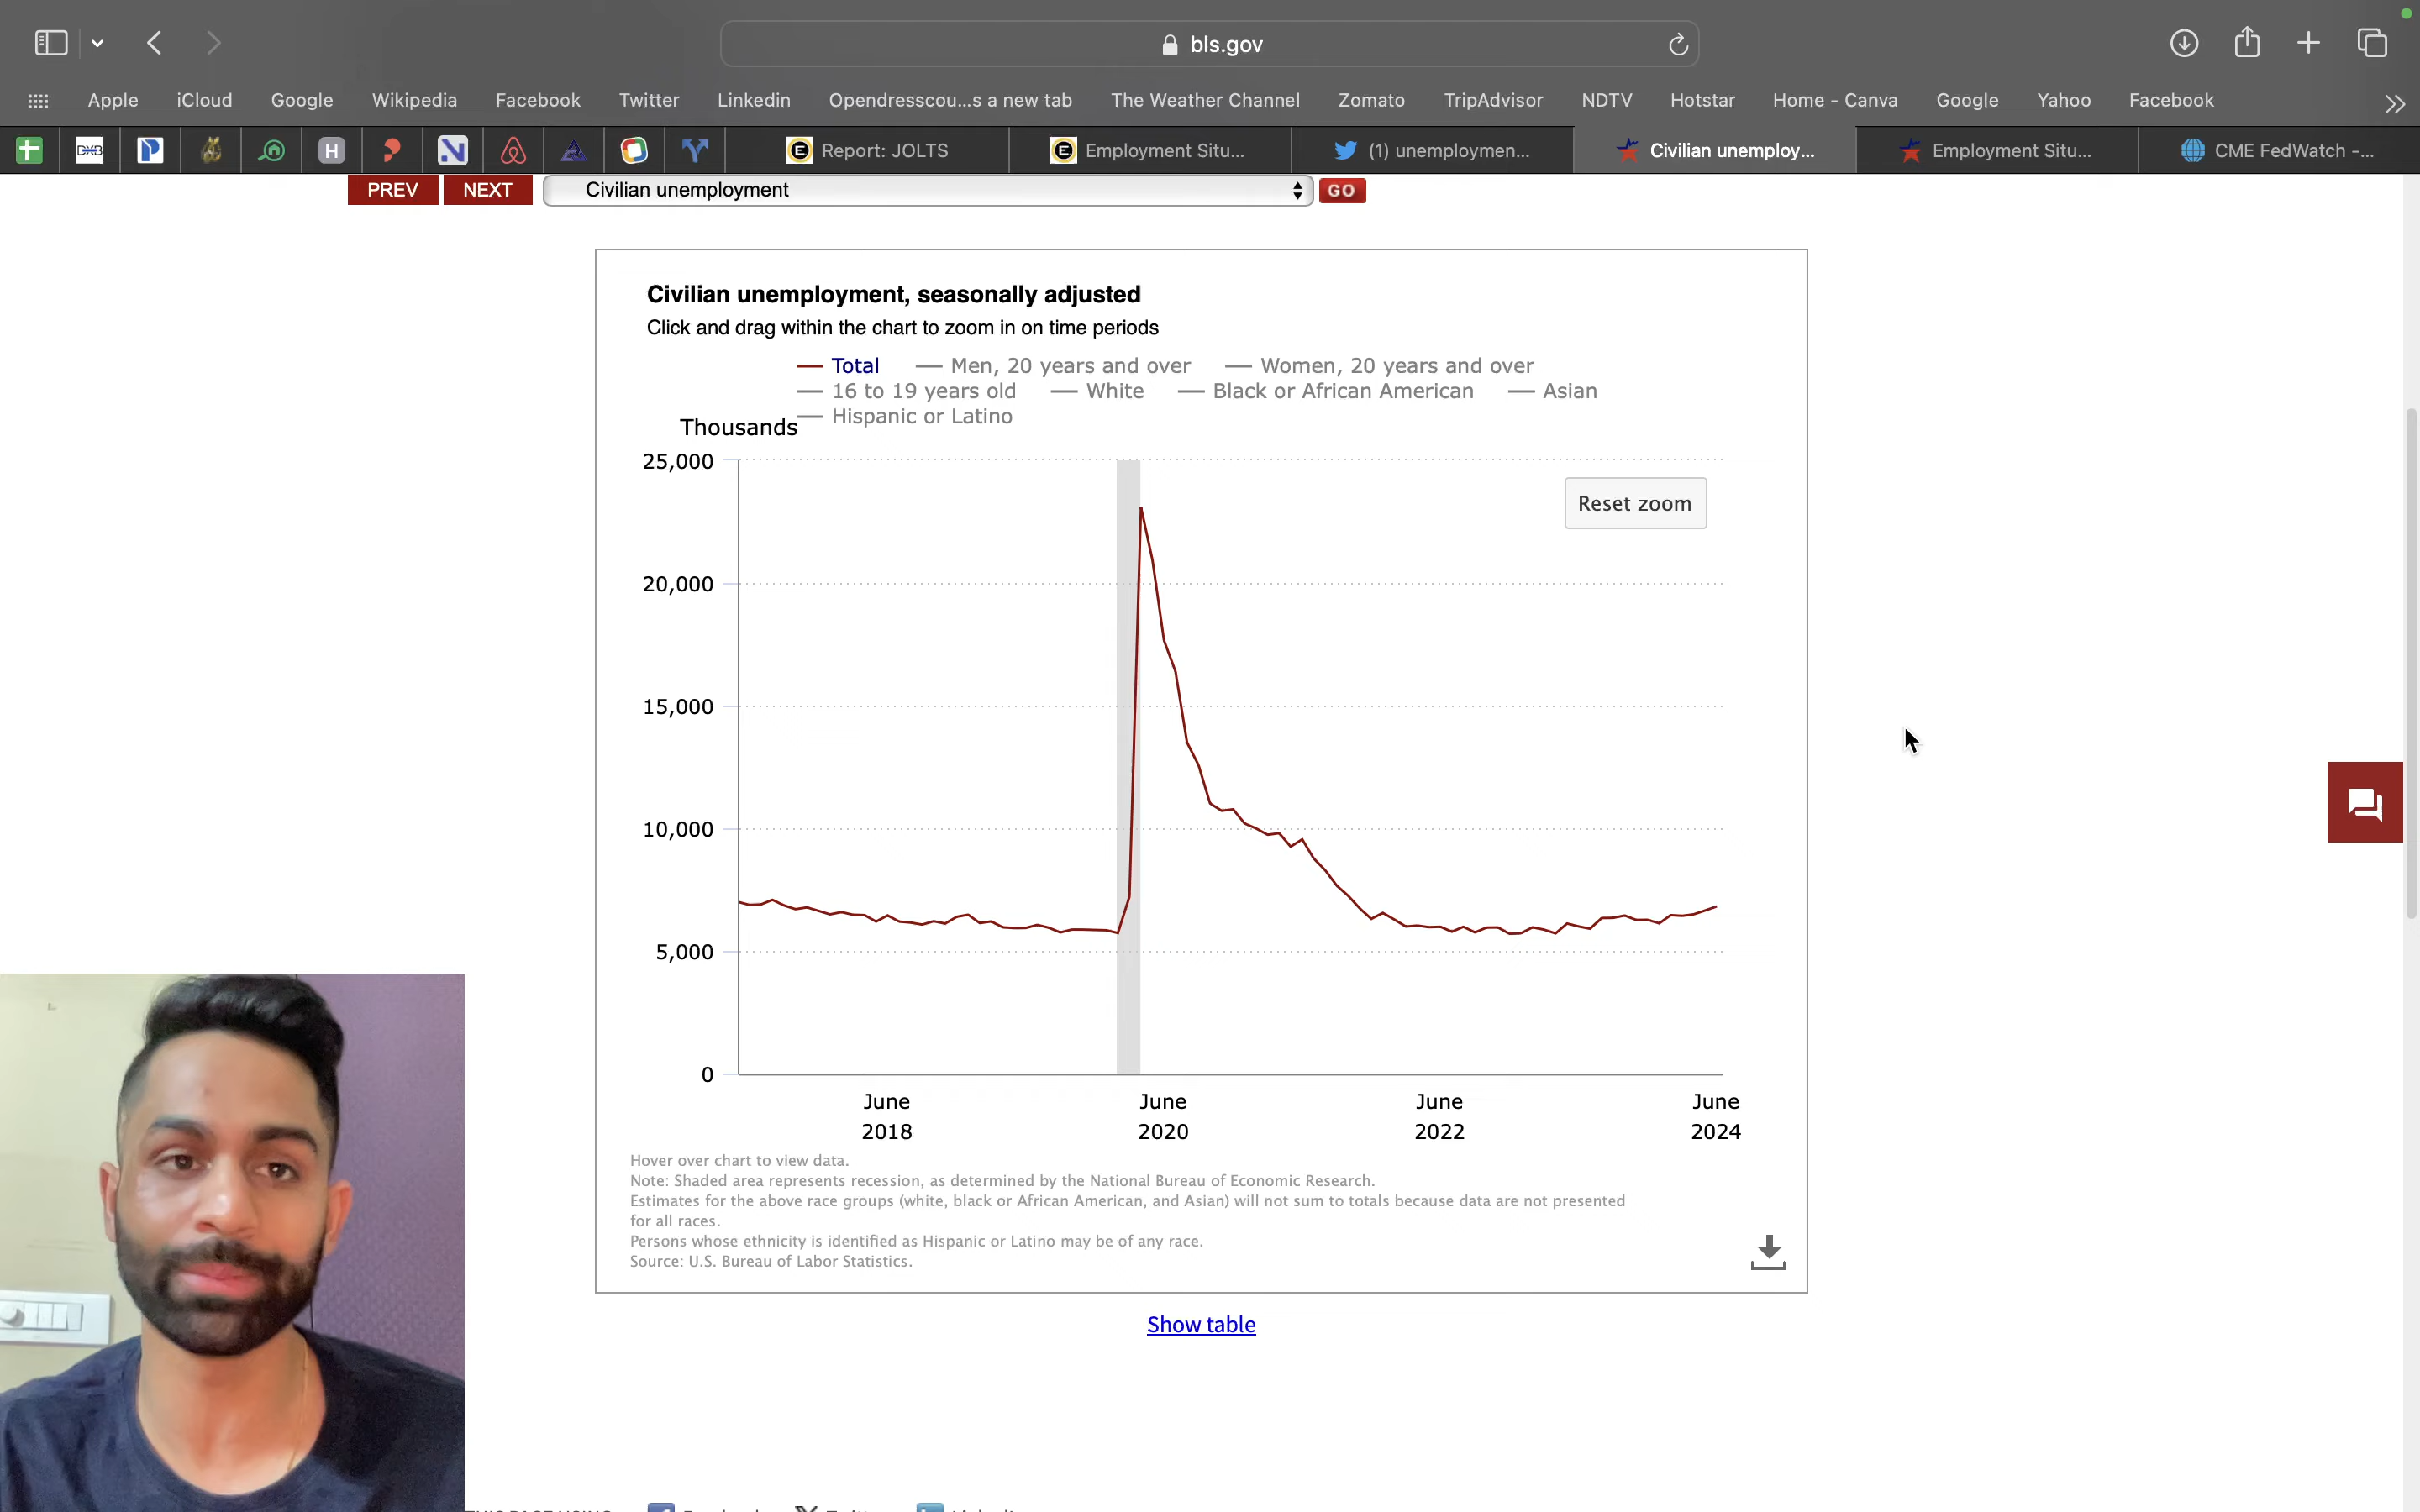 bls.gov
Apple iCloud Google Wikipedia Facebook Twitter Linkedin Opendresscou...s a new tab The Weather Channel Zomato TripAdvisor NDTV Hotstar Home - Canva Google Yahoo Facebook
DMB P H N E Report: JOLTS E Employment Situ... (1) unemploymen... Civilian unemploy... Employment Situ... CME FedWatch -...
PREV NEXT Civilian unemployment GO
Civilian unemployment, seasonally adjusted
Click and drag within the chart to zoom in on time periods
Total Men, 20 years and over Women, 20 years and over
16 to 19 years old White Black or African American Asian
Hispanic or Latino
Thousands
25,000
Reset zoom
20,000
15,000
10,000
5,000
0
June 2018
June 2020
June 2022
June 2024
Hover over chart to view data.
Note: Shaded area represents recession, as determined by the National Bureau of Economic Research.
Estimates for the above race groups (white, black or African American, and Asian) will not sum to totals because data are not presented
for all races.
Persons whose ethnicity is identified as Hispanic or Latino may be of any race.
Source: U.S. Bureau of Labor Statistics.
Show table